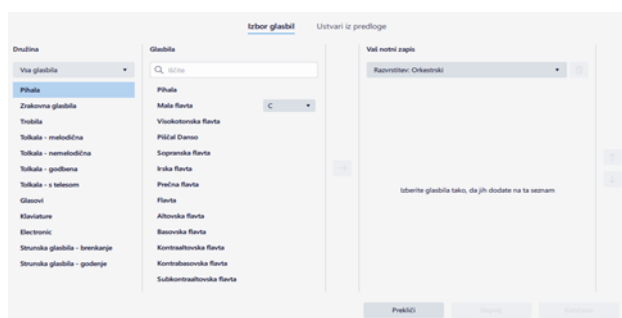 Izbor glasbil
Ustvari iz predloge
Družina
Glasbila
Vaš notni zapis
Vsa glasbila
Iščite
Razvrstitev: Orkestrski
Pihala
Zrakovna glasbila
Trobila
Tolkala - melodična
Tolkala - nemelodična
Tolkala - godbena
Tolkala - s telesom
Glasovi
Klaviature
Electronic
Strunska glasbila - brenkanje
Strunska glasbila - godenje
Pihala
Mala flavta
C
Visokotonska flavta
Piščal Danso
Sopranska flavta
Irska flavta
Prečna flavta
Flavta
Altovska flavta
Basovska flavta
Kontraaltovska flavta
Kontrabasovska flavta
Subkontraaltovska flavta
Izberite glasbila tako, da jih dodate na ta seznam
Prekliči